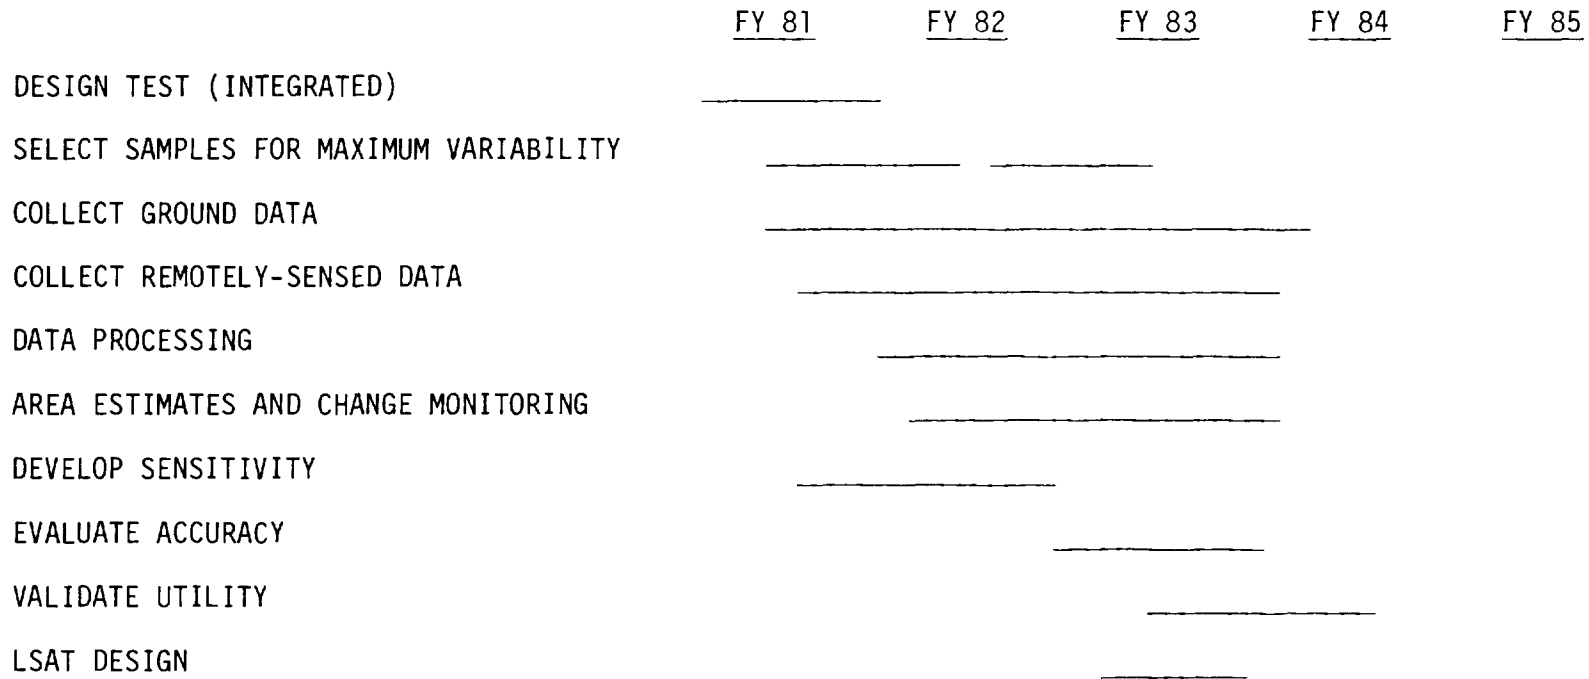 FY 81 FY 82 FY 83 FY 84 FY 85
DESIGN TEST (INTEGRATED)
SELECT SAMPLES FOR MAXIMUM VARIABILITY
COLLECT GROUND DATA
COLLECT REMOTELY-SENSED DATA
DATA PROCESSING
AREA ESTIMATES AND CHANGE MONITORING
DEVELOP SENSITIVITY
EVALUATE ACCURACY
VALIDATE UTILITY
LSAT DESIGN